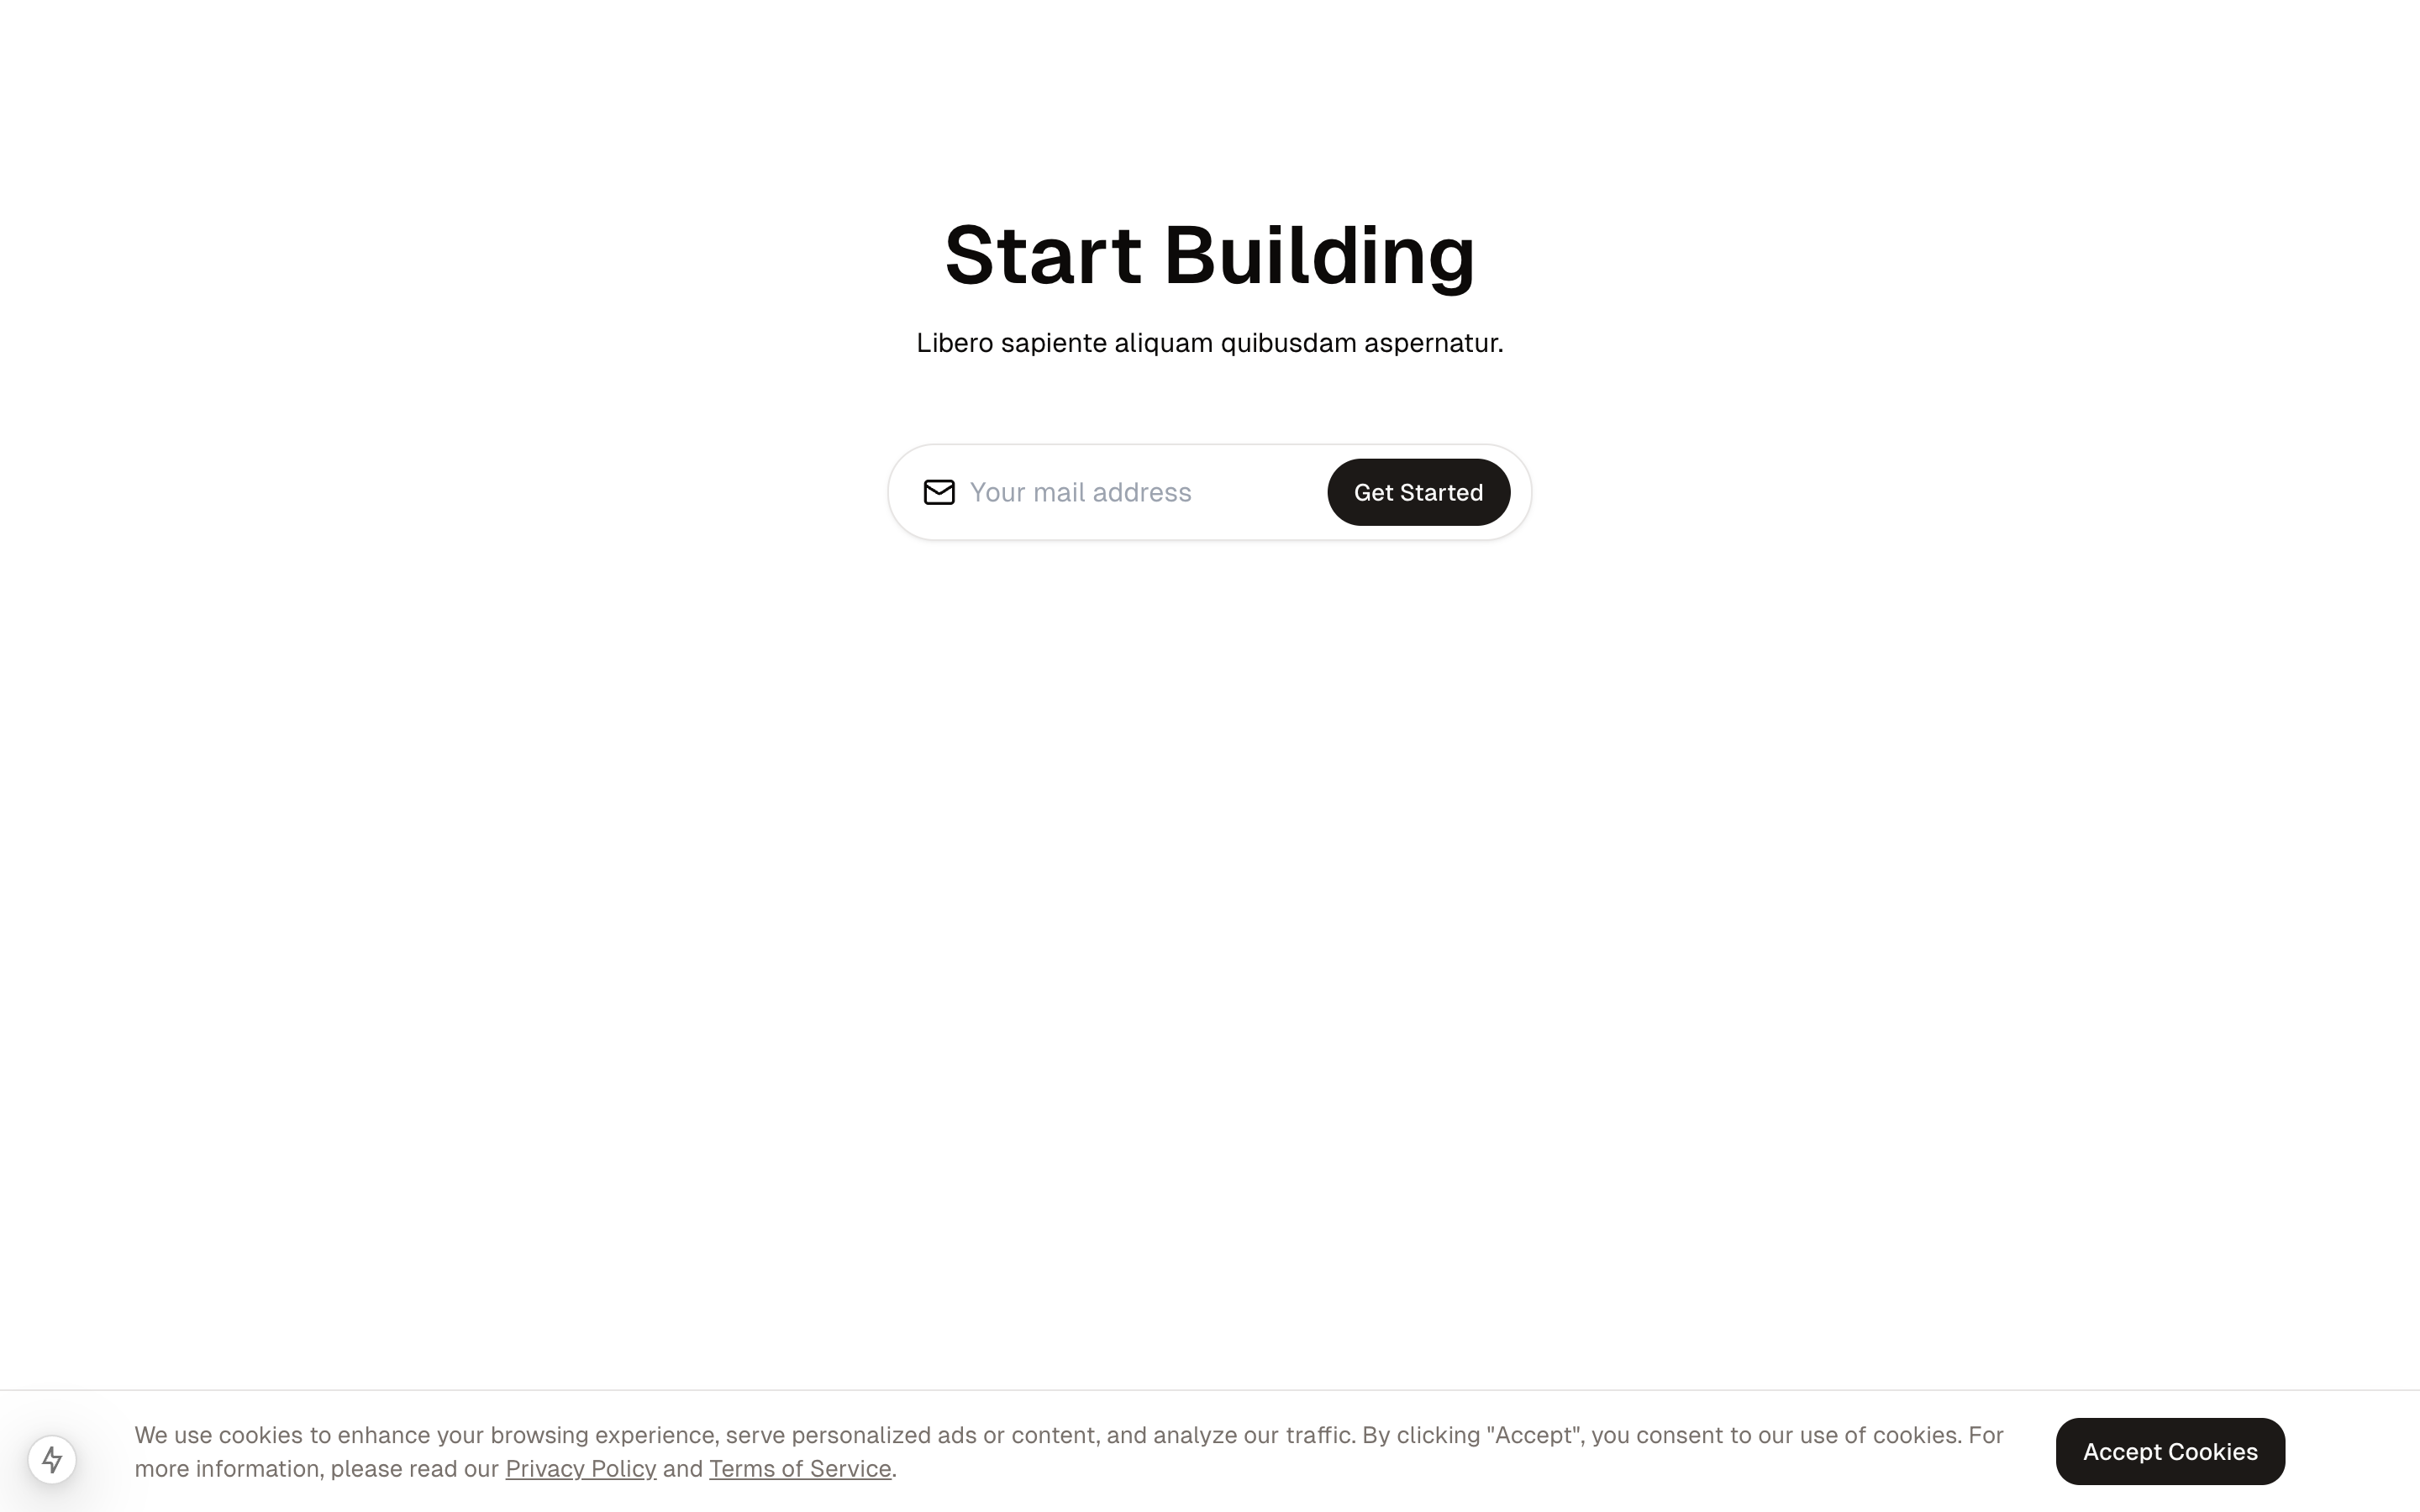 Start Building
Libero sapiente aliquam quibusdam aspernatur.
Your mail address
Get Started
We use cookies to enhance your browsing experience, serve personalized ads or content, and analyze our traffic. By clicking "Accept", you consent to our use of cookies. For
more information, please read our Privacy Policy and Terms of Service.
Accept Cookies